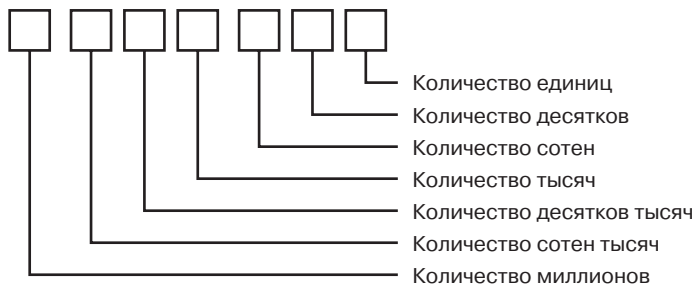 Количество единиц
Количество десятков
Количество сотен
Количество тысяч
Количество десятков тысяч
Количество сотен тысяч
Количество миллионов